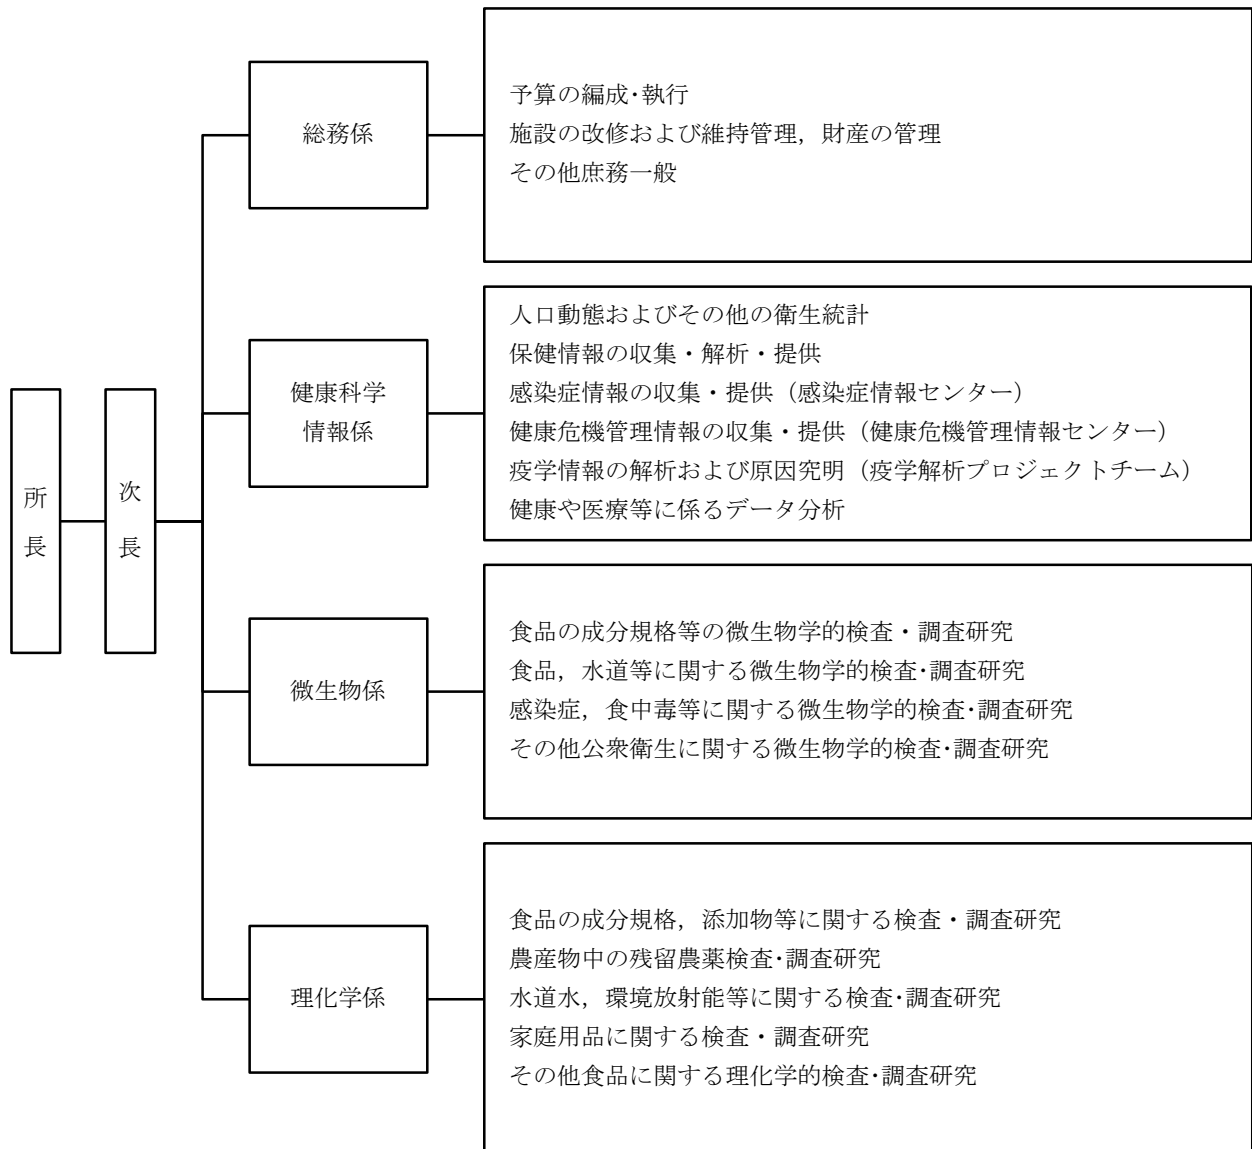 所長
次長
総務係
予算の編成･執行
施設の改修および維持管理，財産の管理
その他庶務一般
健康科学
情報係
人口動態およびその他の衛生統計
保健情報の収集・解析・提供
感染症情報の収集・提供（感染症情報センター）
健康危機管理情報の収集・提供（健康危機管理情報センター）
疫学情報の解析および原因究明（疫学解析プロジェクトチーム）
健康や医療等に係るデータ分析
微生物係
食品の成分規格等の微生物学的検査・調査研究
食品，水道等に関する微生物学的検査･調査研究
感染症，食中毒等に関する微生物学的検査･調査研究
その他公衆衛生に関する微生物学的検査･調査研究
理化学係
食品の成分規格，添加物等に関する検査・調査研究
農産物中の残留農薬検査･調査研究
水道水，環境放射能等に関する検査･調査研究
家庭用品に関する検査・調査研究
その他食品に関する理化学的検査･調査研究